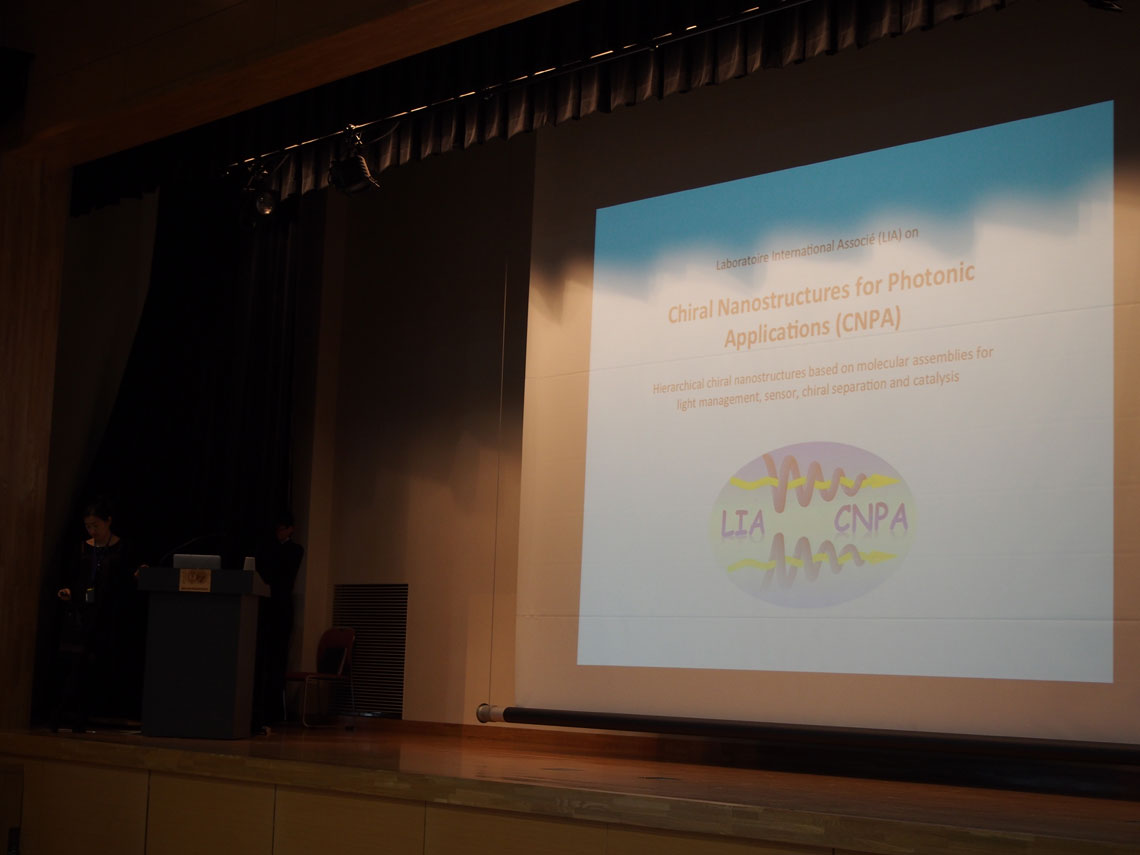 Laboratoire International Associé (LIA) on
Chiral Nanostructures for Photonic
Applications (CNPA)
Hierarchical chiral nanostructures based on molecular assemblies for
light management, sensor, chiral separation and catalysis
LIA CNPA